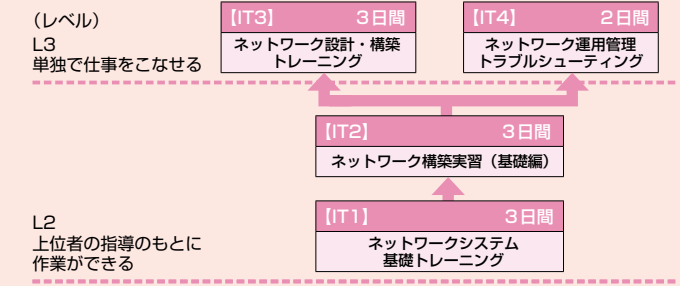 （レベル）
L3
単独で仕事をこなせる
【IT3】 3日間
ネットワーク設計・構築
トレーニング
【IT4】 2日間
ネットワーク運用管理
トラブルシューティング
【IT2】 3日間
ネットワーク構築実習（基礎編）
L2
上位者の指導のもとに
作業ができる
【IT1】 3日間
ネットワークシステム
基礎トレーニング